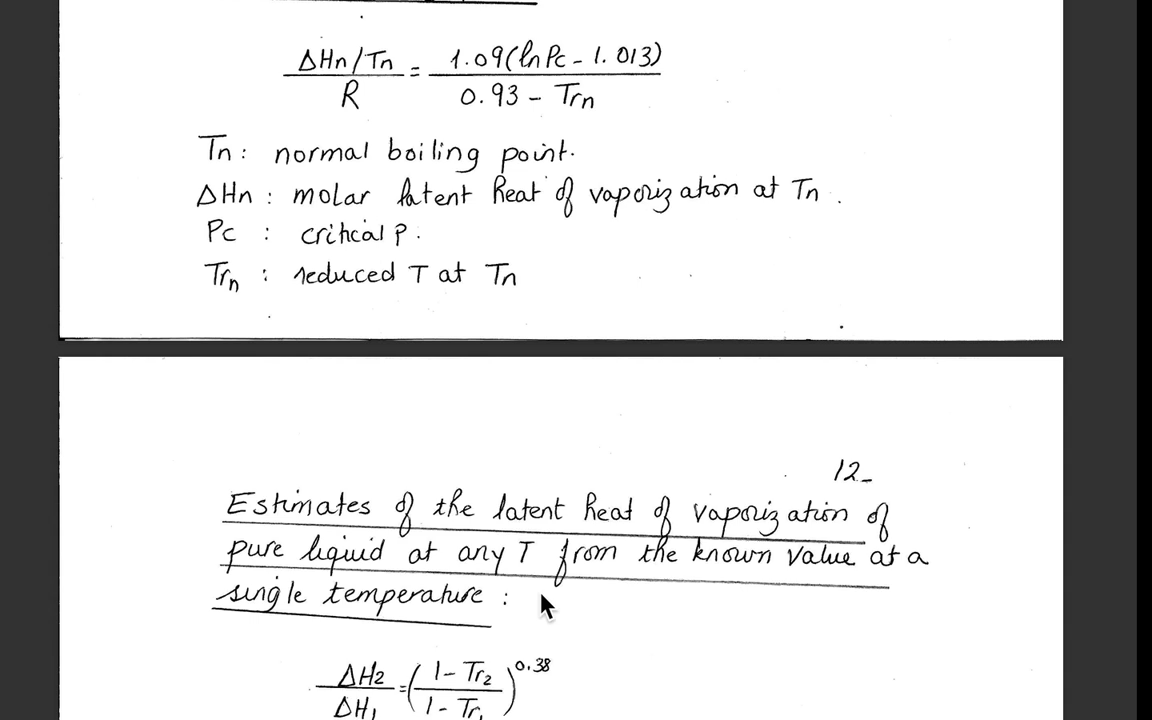 ΔHn/Tn / R = 1.09(ln Pc - 1.013) / 0.93 - Trn
Tn: normal boiling point.
ΔHn: molar latent heat of vaporization at Tn.
Pc: critical P.
Trn: reduced T at Tn
12-
Estimates of the latent heat of vaporization of
pure liquid at any T from the known value at a
single temperature:
ΔH2 / ΔH1 = (1 - Tr2 / 1 - Tr1)^0.38